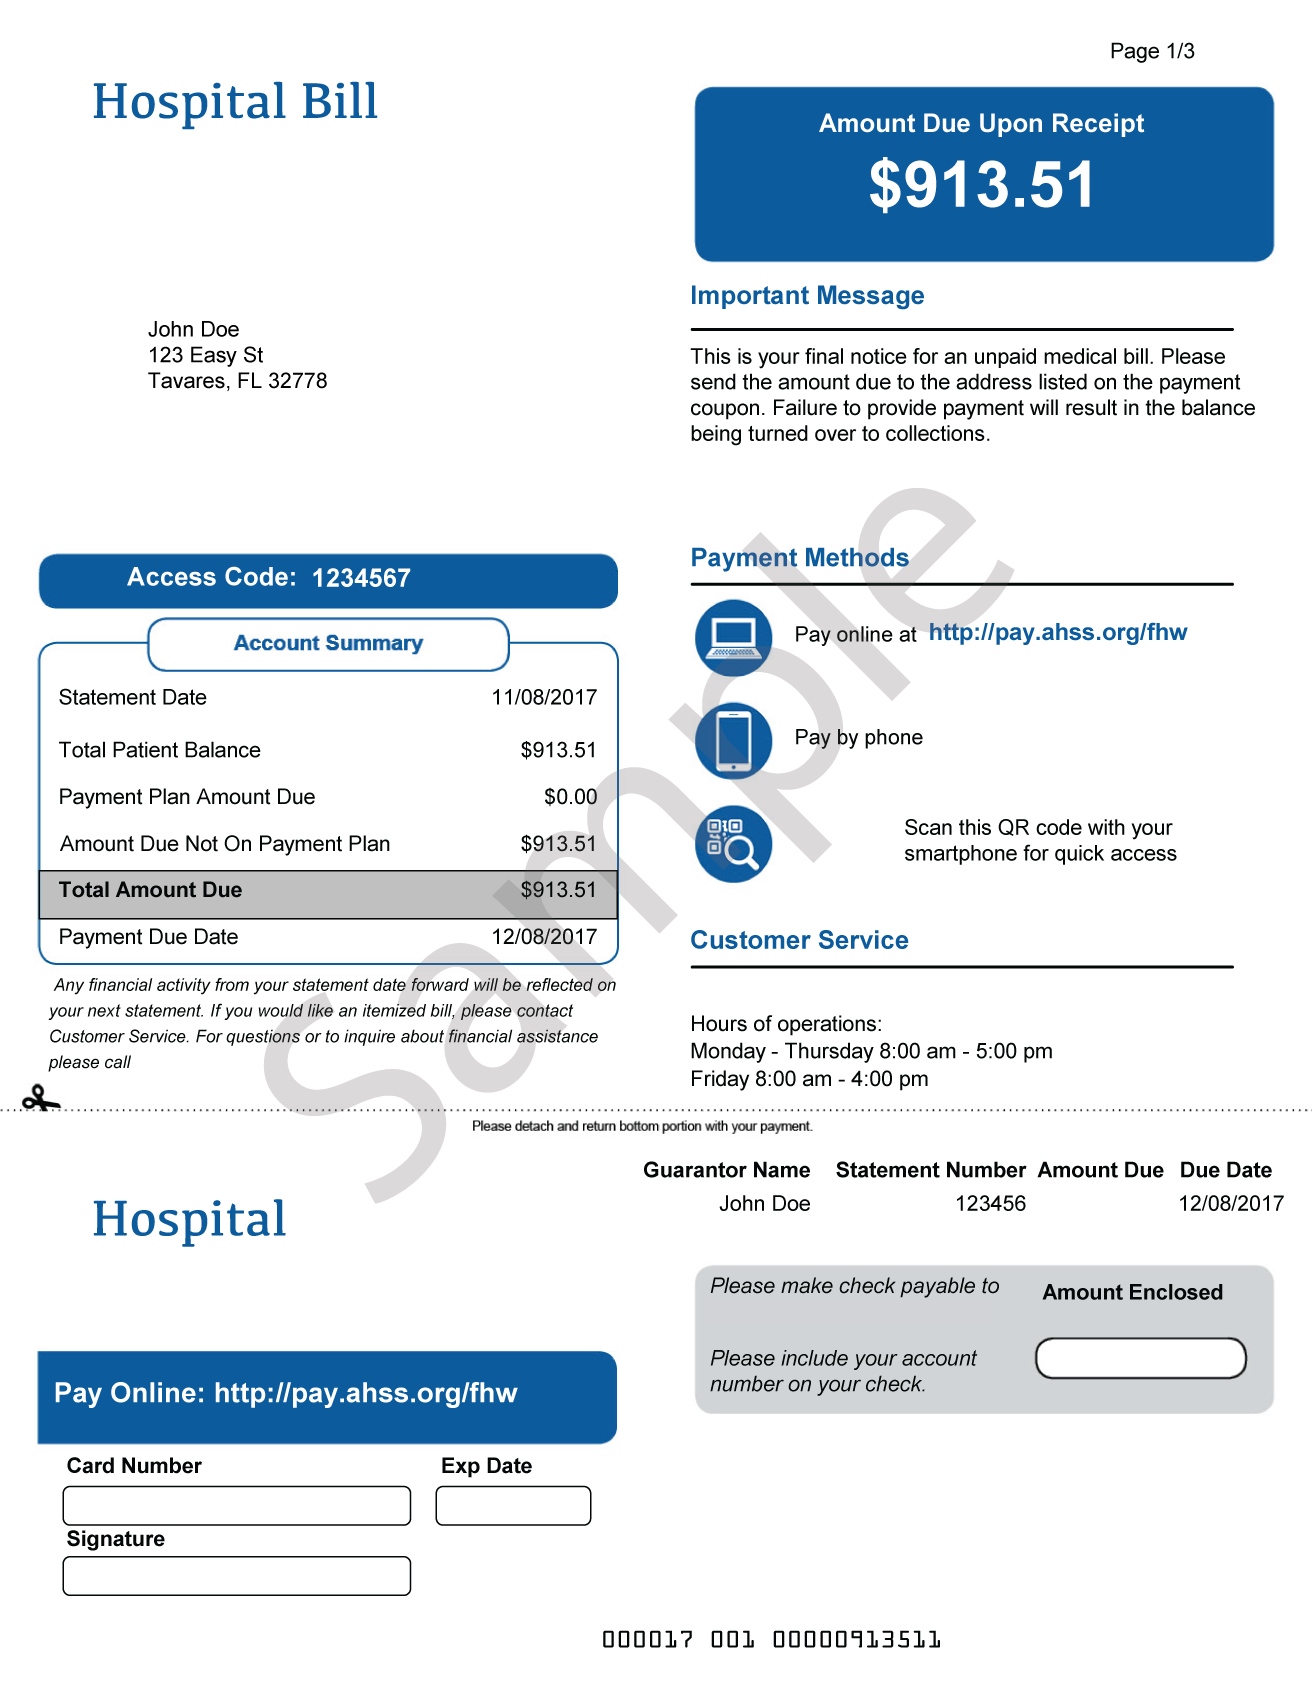 Page 1/3
Hospital Bill
Amount Due Upon Receipt
$913.51
John Doe
123 Easy St
Tavares, FL 32778
Important Message
This is your final notice for an unpaid medical bill. Please
send the amount due to the address listed on the payment
coupon. Failure to provide payment will result in the balance
being turned over to collections.
Access Code: 1234567
Account Summary
Statement Date 11/08/2017
Total Patient Balance $913.51
Payment Plan Amount Due $0.00
Amount Due Not On Payment Plan $913.51
Total Amount Due $913.51
Payment Due Date 12/08/2017
Any financial activity from your statement date forward will be reflected on
your next statement. If you would like an itemized bill, please contact
Customer Service. For questions or to inquire about financial assistance
please call
Payment Methods
Pay online at http://pay.ahss.org/fhw
Pay by phone
Scan this QR code with your
smartphone for quick access
Customer Service
Hours of operations:
Monday - Thursday 8:00 am - 5:00 pm
Friday 8:00 am - 4:00 pm
Sample
Please detach and return bottom portion with your payment.
Hospital
Guarantor Name Statement Number Amount Due Due Date
John Doe 123456 12/08/2017
Please make check payable to
Amount Enclosed
Please include your account
number on your check.
Pay Online: http://pay.ahss.org/fhw
Card Number Exp Date
Signature
000017 001 00000913511